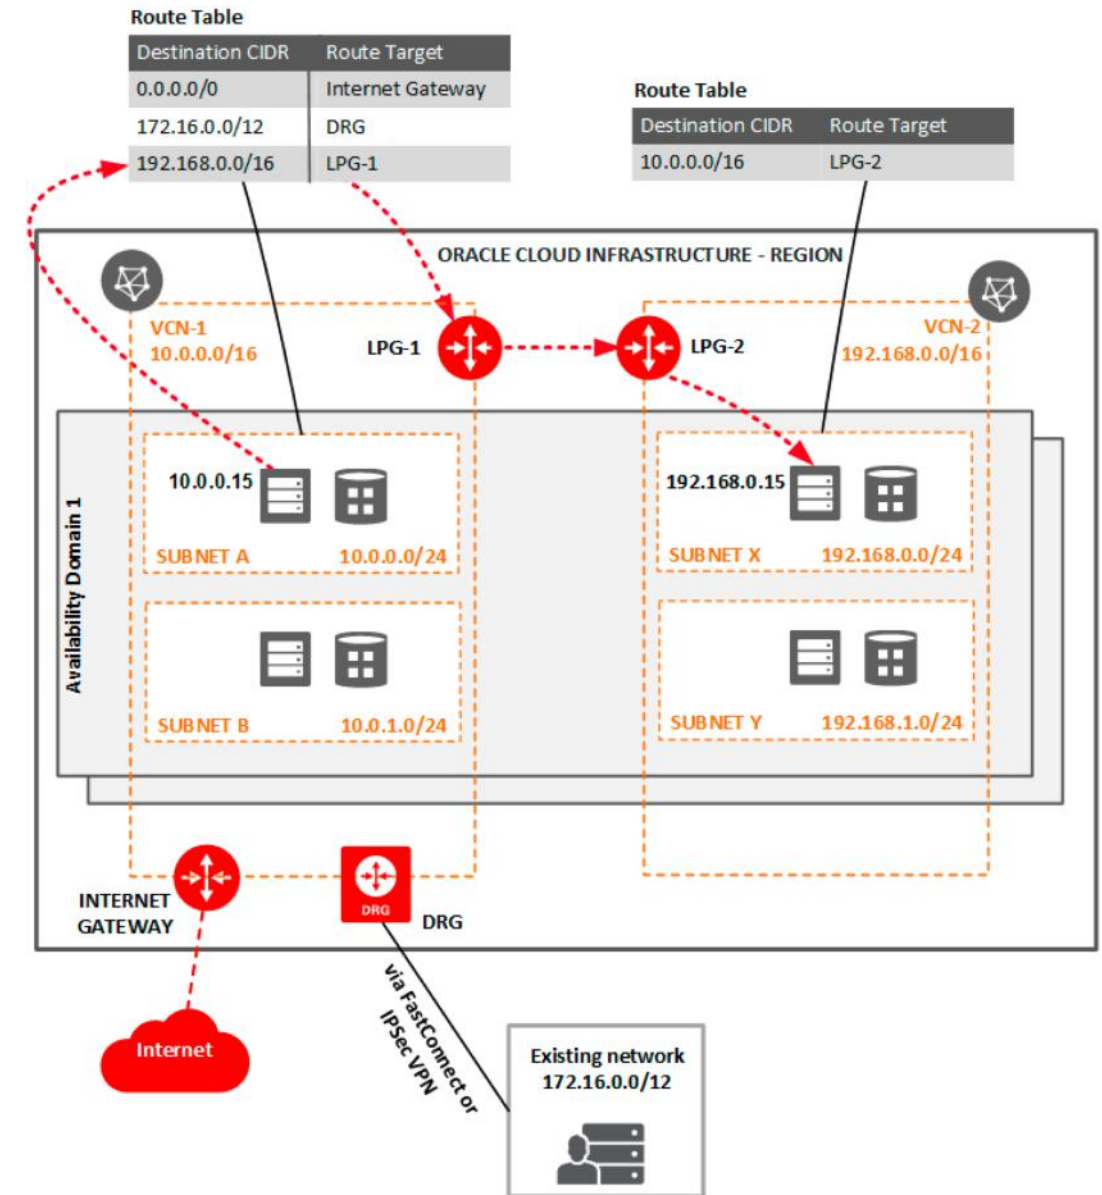 Route Table
Destination CIDR Route Target
0.0.0.0/0 Internet Gateway
172.16.0.0/12 DRG
192.168.0.0/16 LPG-1
Route Table
Destination CIDR Route Target
10.0.0.0/16 LPG-2
ORACLE CLOUD INFRASTRUCTURE - REGION
VCN-1
10.0.0.0/16
LPG-1
LPG-2
VCN-2
192.168.0.0/16
Availability Domain 1
10.0.0.15
SUBNET A 10.0.0.0/24
192.168.0.15
SUBNET X 192.168.0.0/24
SUBNET B 10.0.1.0/24
SUBNET Y 192.168.1.0/24
INTERNET
GATEWAY
DRG
DRG
via FastConnect or
IPSec VPN
Internet
Existing network
172.16.0.0/12